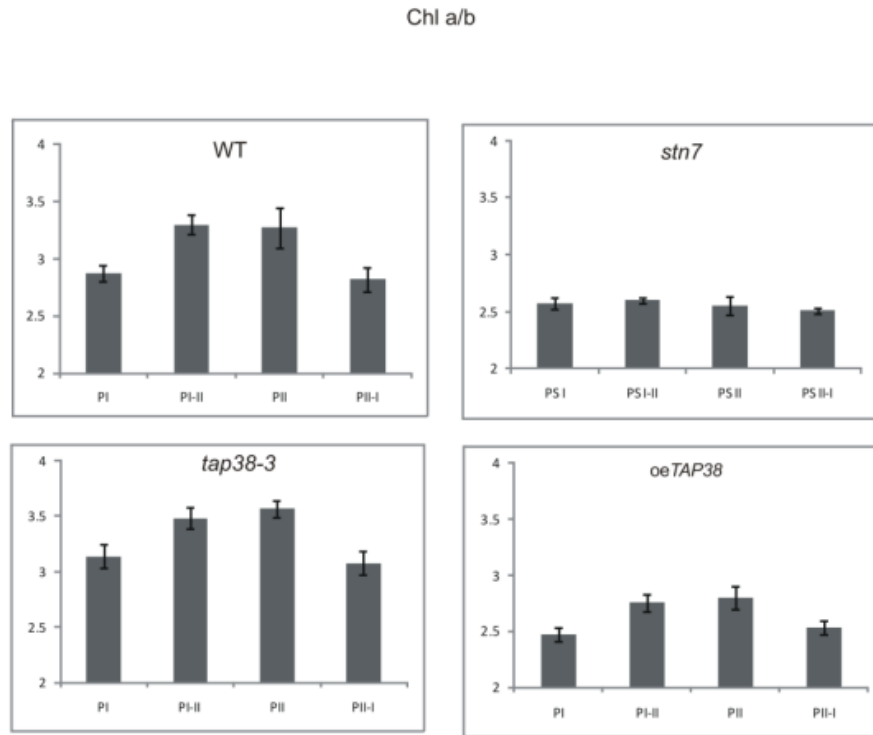 Chl a/b
WT
4
3.5
3
2.5
2
PI PI-II PII PII-I
stn7
4
3.5
3
2.5
2
PS I PS I-II PS II PS II-I
tap38-3
4
3.5
3
2.5
2
PI PI-II PII PII-I
oeTAP38
4
3.5
3
2.5
2
PI PI-II PII PII-I